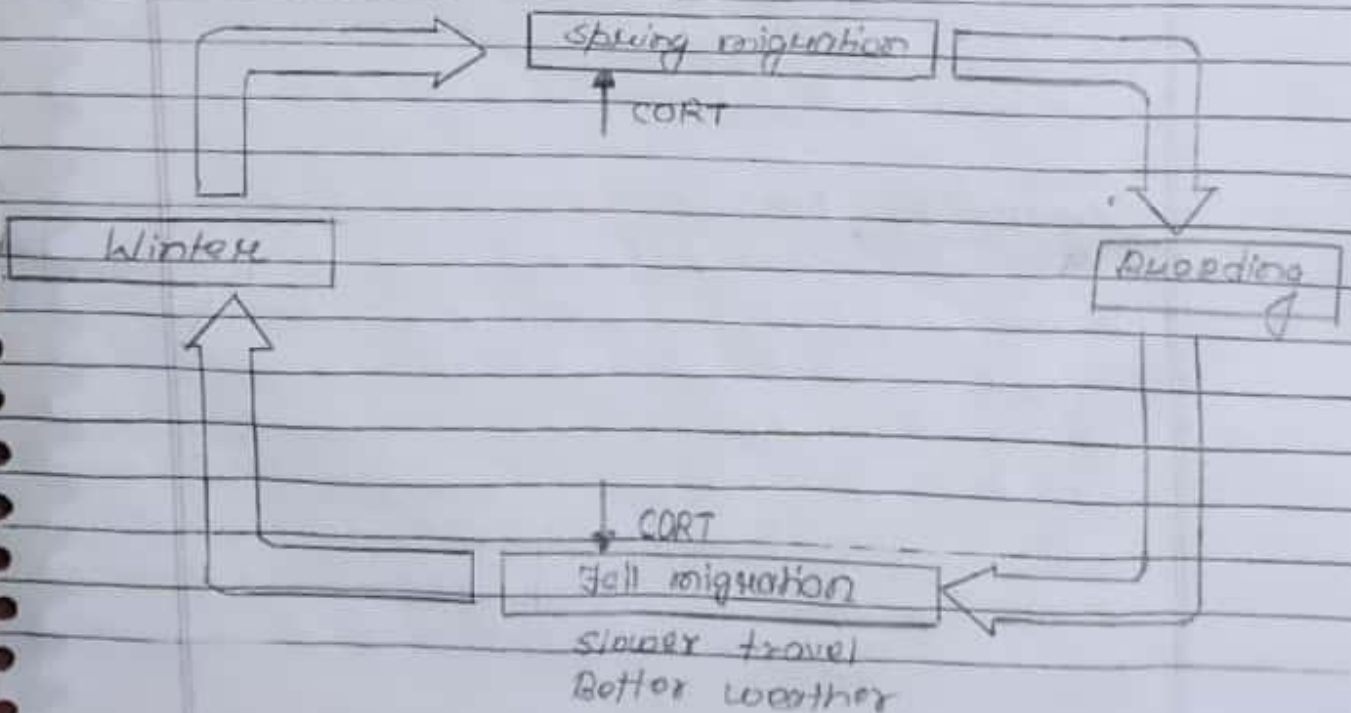 Spring migration
CORT
Winter
Breeding
CORT
Fall migration
Slower travel
Better weather